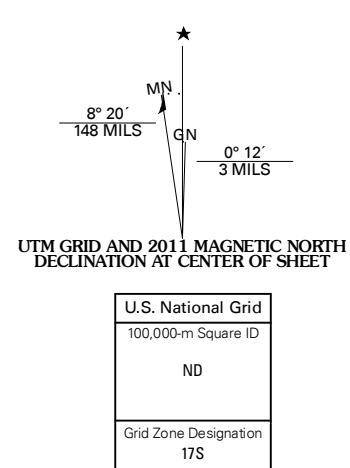 MN
8° 20´
148 MILS
GN
0° 12´
3 MILS
UTM GRID AND 2011 MAGNETIC NORTH
DECLINATION AT CENTER OF SHEET
U.S. National Grid
100,000-m Square ID
ND
Grid Zone Designation
17S